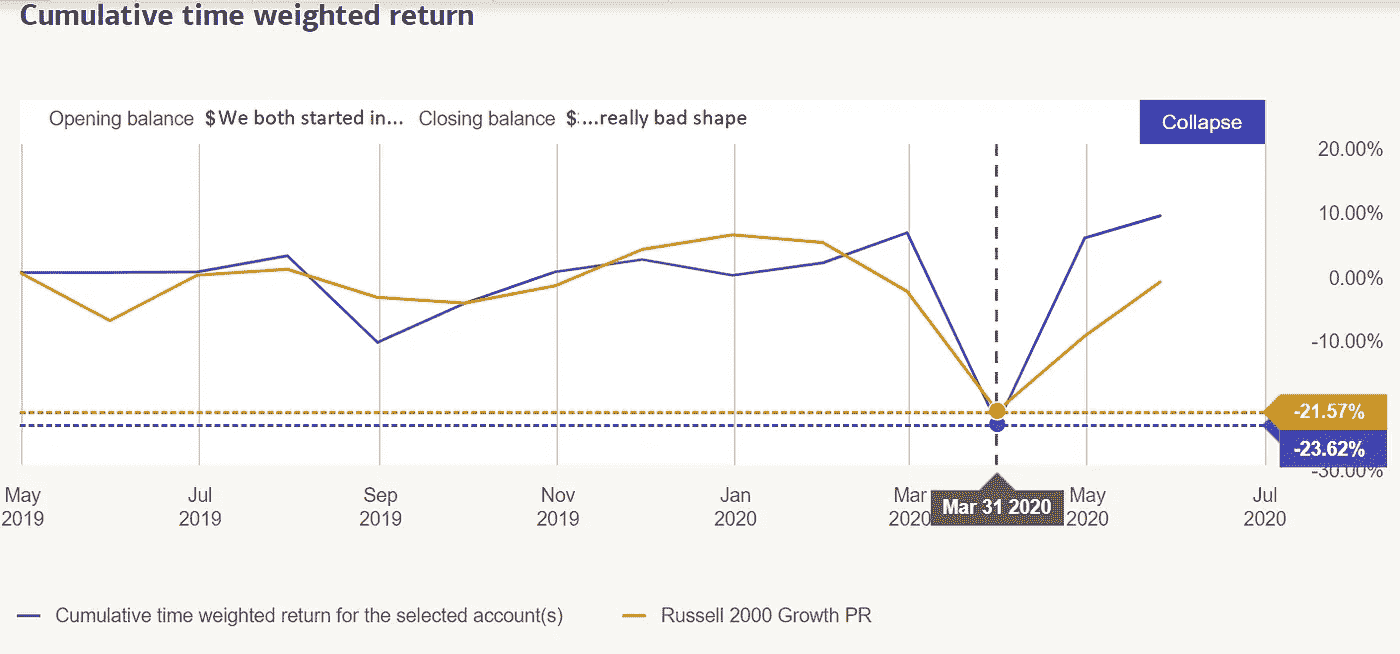 Cumulative time weighted return
Opening balance $We both started in... Closing balance $...really bad shape
Collapse
20.00%
10.00%
0.00%
-10.00%
-21.57%
-23.62%
-30.00%
May Jul Sep Nov Jan Mar May Jul
2019 2019 2019 2019 2020 2020 Mar 31 2020 2020 2020
Cumulative time weighted return for the selected account(s) Russell 2000 Growth PR